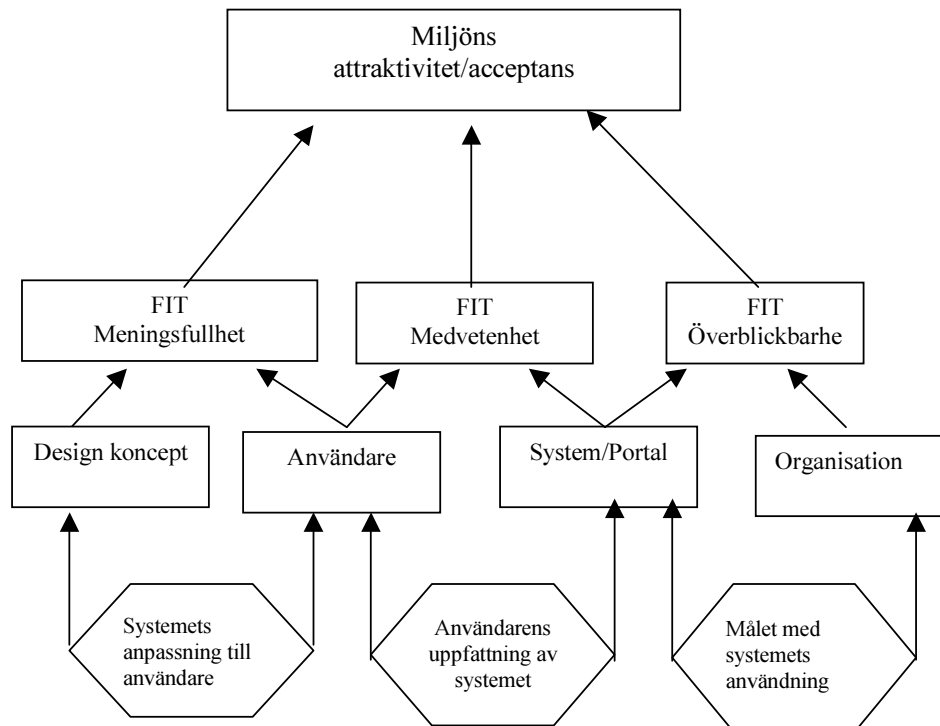 Miljöns
attraktivitet/acceptans
FIT
Meningsfullhet
FIT
Medvetenhet
FIT
Överblickbarhe
Design koncept
Användare
System/Portal
Organisation
Systemets
anpassning till
användare
Användarens
uppfattning av
systemet
Målet med
systemets
användning